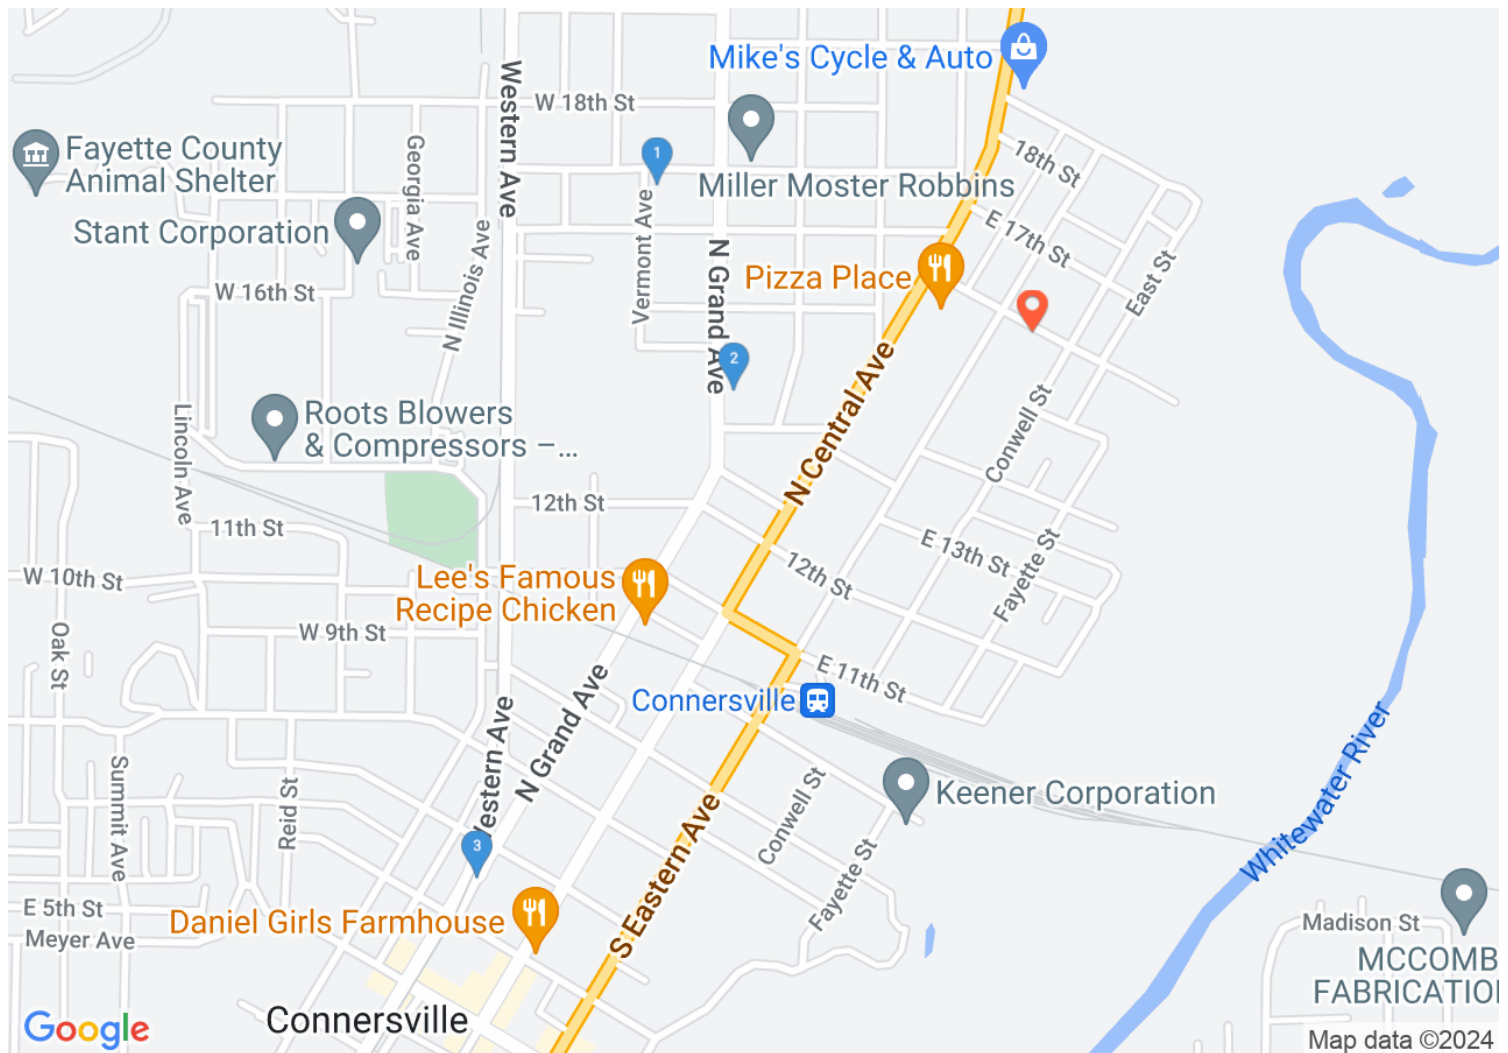 Mike's Cycle & Auto
W 18th St
Western Ave
Fayette County
Animal Shelter
Georgia Ave
1
18th St
Miller Moster Robbins
Vermont Ave
Stant Corporation
N Illinois Ave
E 17th St
N Grand Ave
Pizza Place
East St
W 16th St
2
N Central Ave
Roots Blowers
& Compressors – ...
Lincoln Ave
Conwell St
12th St
11th St
E 13th St
W 10th St
Lee's Famous
Recipe Chicken
12th St
Fayette St
W 9th St
Oak St
E 11th St
Connersville
N Grand Ave
estern Ave
Whitewater River
Keener Corporation
Summit Ave
Reid St
Conwell St
3
S Eastern Ave
Fayette St
E 5th St
Meyer Ave
Daniel Girls Farmhouse
Madison St
MCCOMB
FABRICATIO
Connersville
Google
Map data ©2024